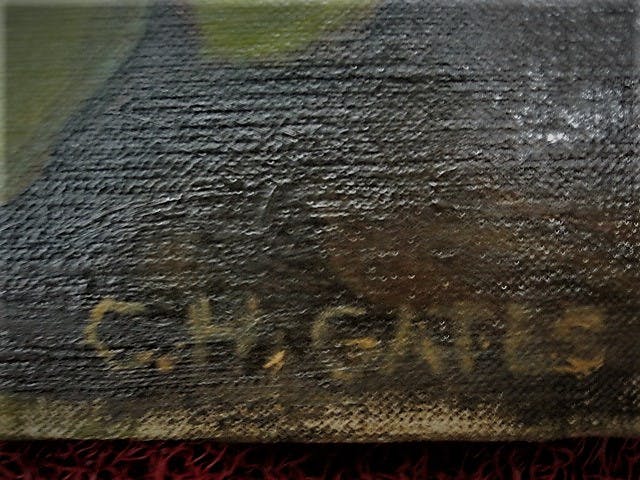 C. H. GATES